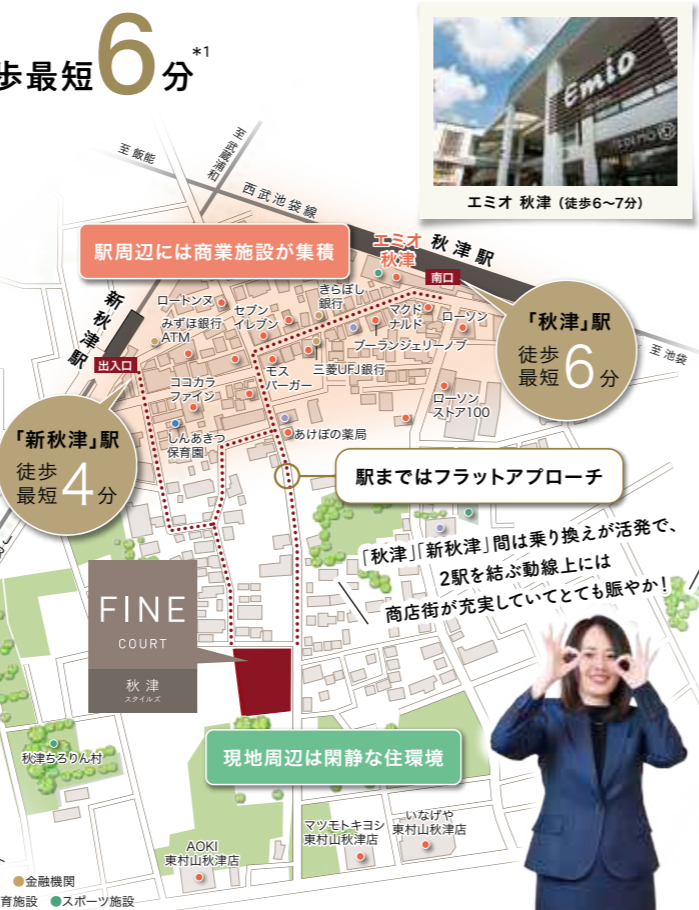 歩最短6分*1
Emio
エミオ 秋津（徒歩6〜7分）
至 飯能
至 武蔵浦和
西武池袋線
駅周辺には商業施設が集積
エミオ
秋津
秋津駅
南口
新秋津駅
出入口
ロートンヌ
みずほ銀行
ATM
セブン
イレブン
きらぼし
銀行
マクド
ナルド
ローソン
ブーランジェリーノブ
モス
バーガー
三菱UFJ銀行
ココカラ
ファイン
しんあきつ
保育園
あけぼの薬局
ローソン
ストア100
「秋津」駅
徒歩
最短6分
至 池袋
「新秋津」駅
徒歩
最短4分
駅まではフラットアプローチ
「秋津」「新秋津」間は乗り換えが活発で、
2駅を結ぶ動線上には
商店街が充実していてとても賑やか！
FINE
COURT
秋津
スタイルズ
秋津ちろりん村
現地周辺は閑静な住環境
AOKI
東村山秋津店
マツモトキヨシ
東村山秋津店
いなげや
東村山秋津店
金融機関
育施設 スポーツ施設